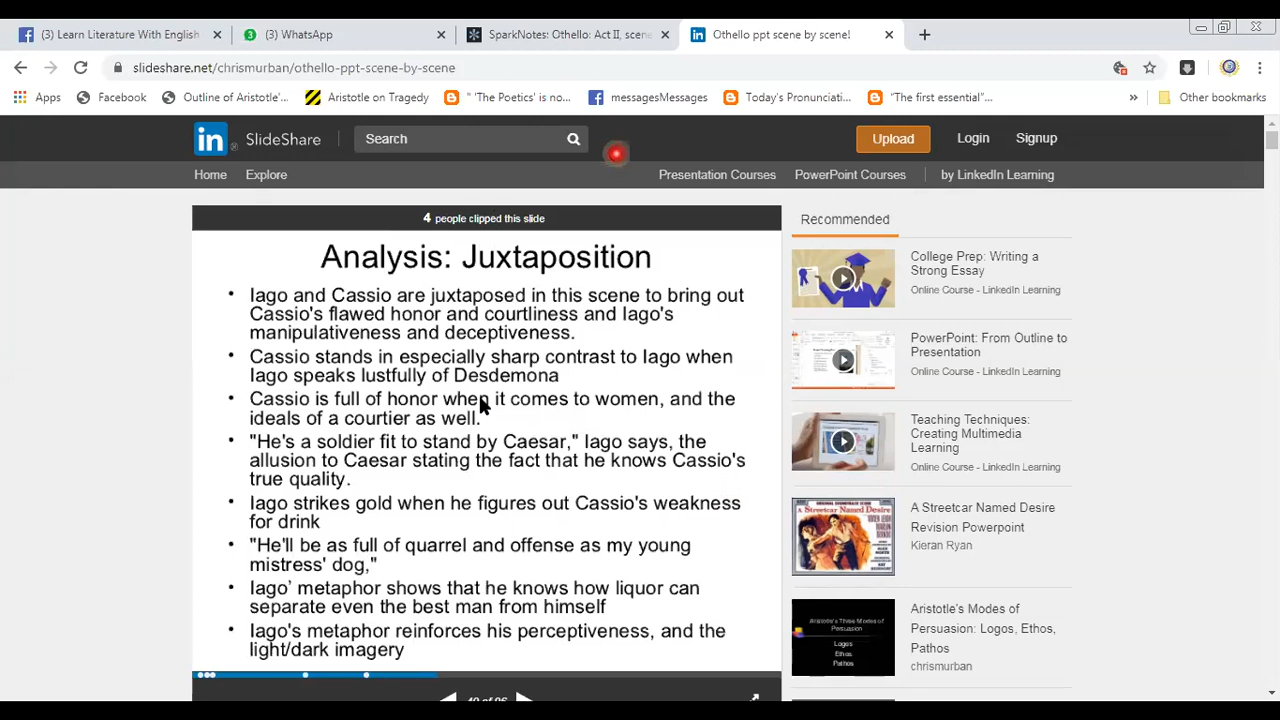 (3) Learn Literature With English
(3) WhatsApp
SparkNotes: Othello: Act II, scene
Othello ppt scene by scene!
slideshare.net/chrismurban/othello-ppt-scene-by-scene
Apps
Facebook
Outline of Aristotle'...
Aristotle on Tragedy
" 'The Poetics' is no...
messagesMessages
Today's Pronunciati...
"The first essential"...
Other bookmarks
in SlideShare
Search
Upload
Login
Signup
Home
Explore
Presentation Courses
PowerPoint Courses
by LinkedIn Learning
4 people clipped this slide
Analysis: Juxtaposition
• Iago and Cassio are juxtaposed in this scene to bring out
Cassio's flawed honor and courtliness and Iago's
manipulativeness and deceptiveness.
• Cassio stands in especially sharp contrast to Iago when
Iago speaks lustfully of Desdemona
• Cassio is full of honor when it comes to women, and the
ideals of a courtier as well.
• "He's a soldier fit to stand by Caesar," Iago says, the
allusion to Caesar stating the fact that he knows Cassio's
true quality.
• Iago strikes gold when he figures out Cassio's weakness
for drink
• "He'll be as full of quarrel and offense as my young
mistress' dog,"
• Iago' metaphor shows that he knows how liquor can
separate even the best man from himself
• Iago's metaphor reinforces his perceptiveness, and the
light/dark imagery
Recommended
College Prep: Writing a
Strong Essay
Online Course - LinkedIn Learning
PowerPoint: From Outline to
Presentation
Online Course - LinkedIn Learning
Teaching Techniques:
Creating Multimedia
Learning
Online Course - LinkedIn Learning
A Streetcar Named Desire
A Streetcar Named Desire
Revision Powerpoint
Kieran Ryan
Aristotle's Three Modes of
Persuasion
Logos
Ethos
Pathos
Aristotle's Modes of
Persuasion: Logos, Ethos,
Pathos
chrismurban